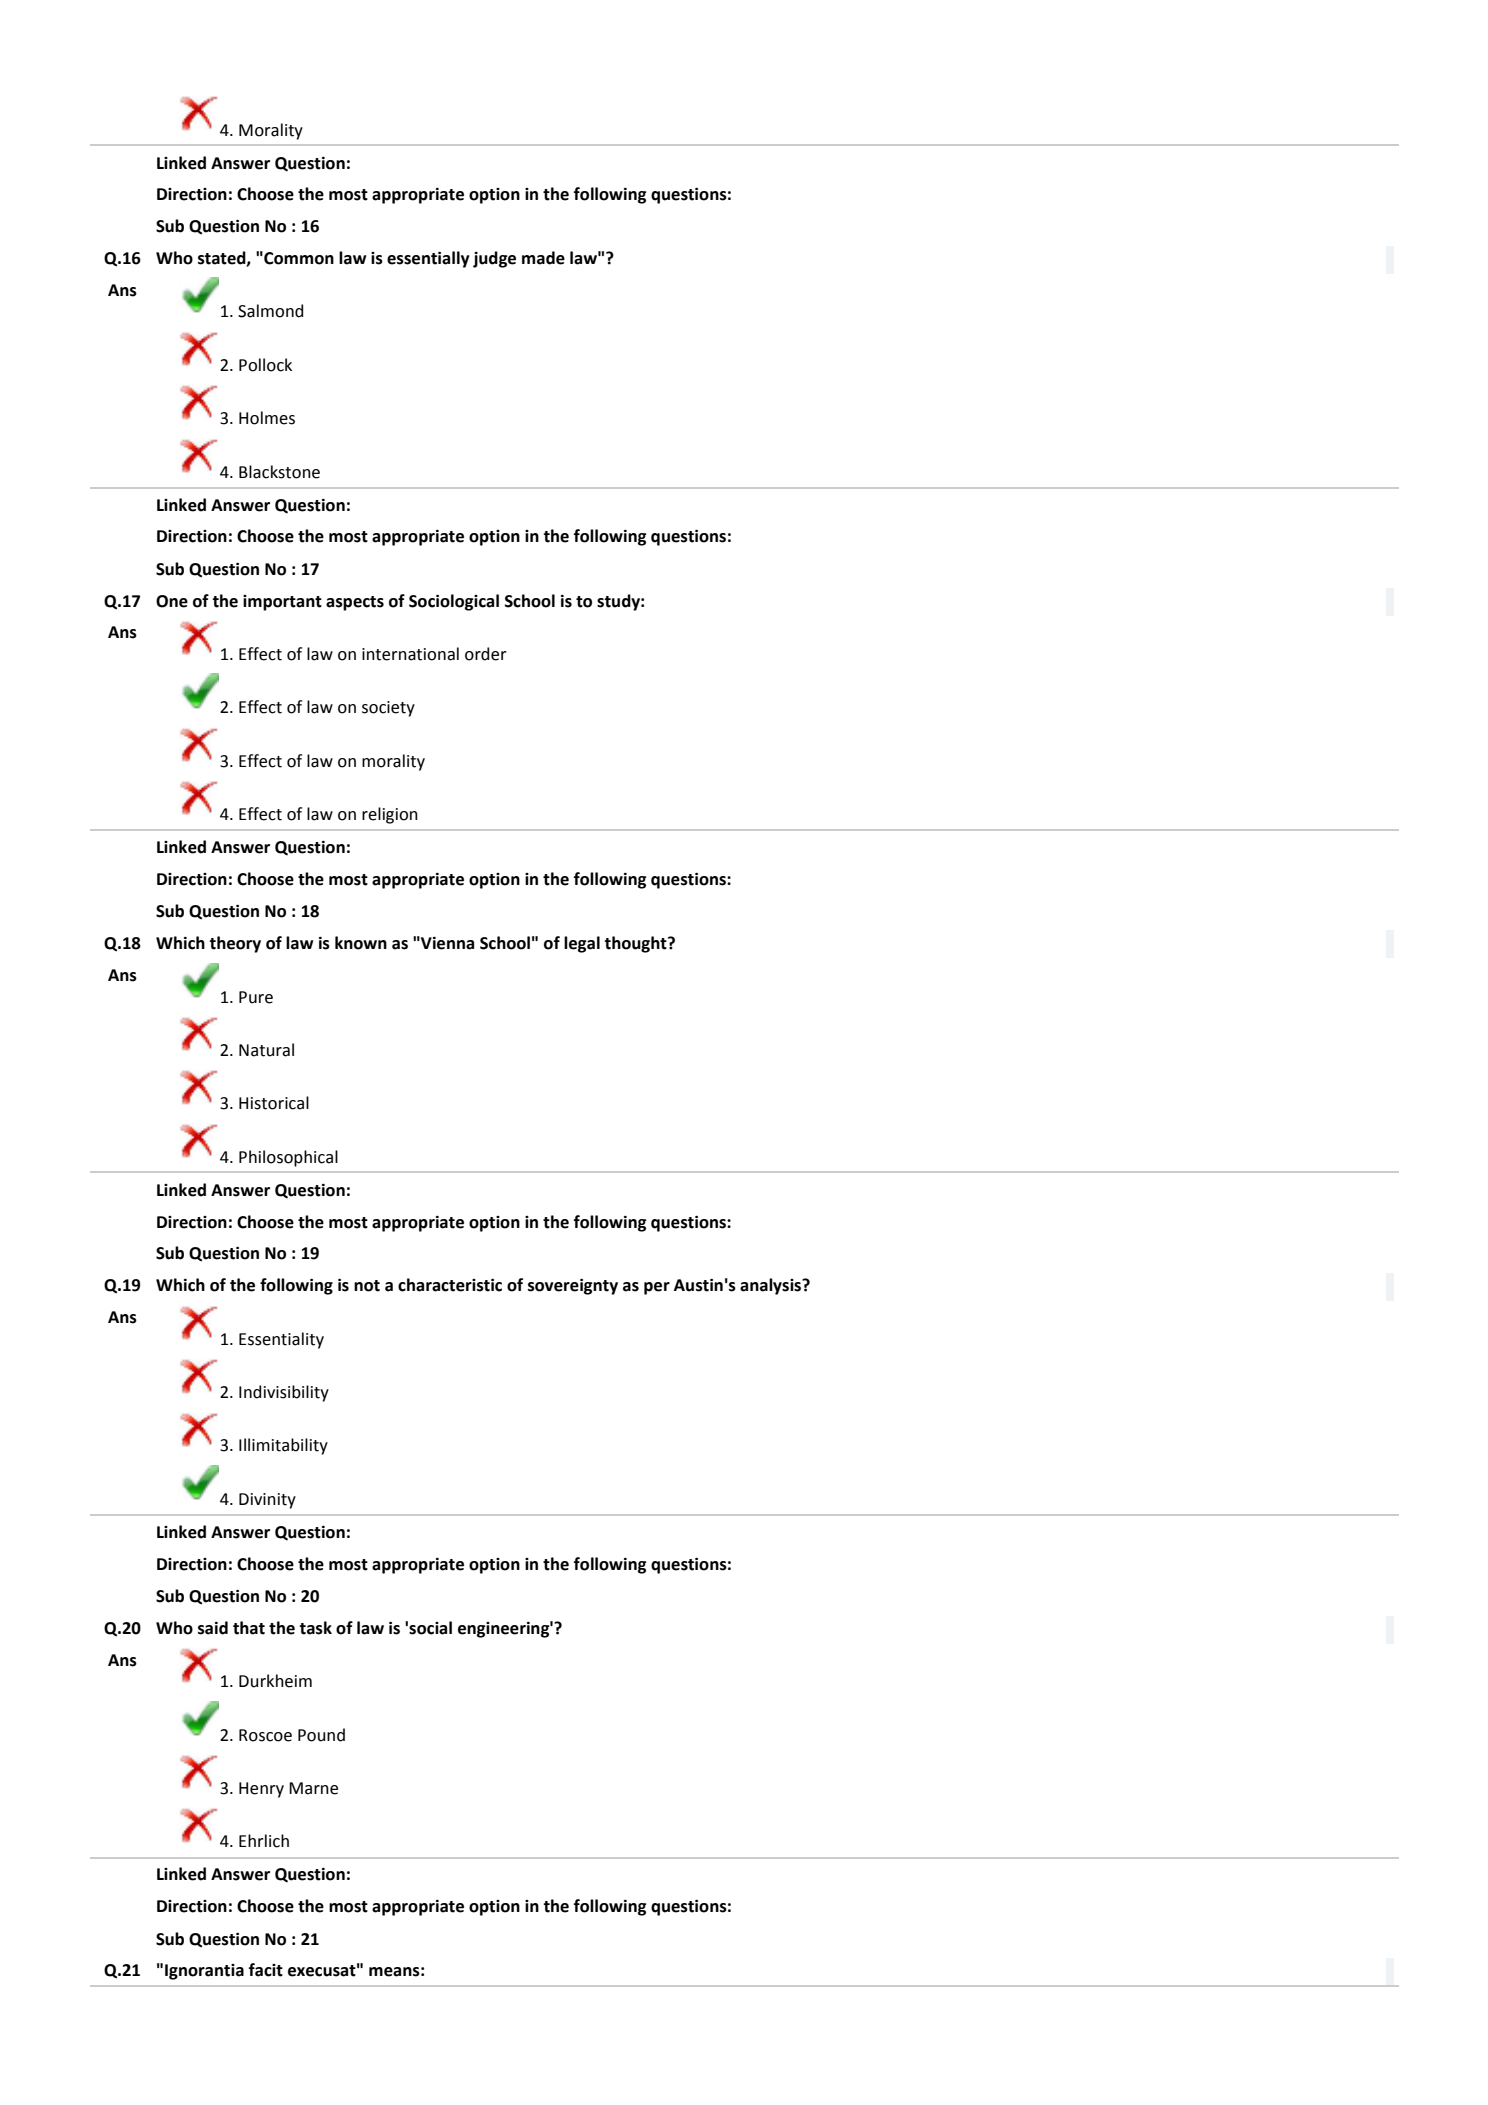 4. Morality
Linked Answer Question:
Direction: Choose the most appropriate option in the following questions:
Sub Question No : 16
Q.16 Who stated, "Common law is essentially judge made law"?
Ans
1. Salmond
2. Pollock
3. Holmes
4. Blackstone
Linked Answer Question:
Direction: Choose the most appropriate option in the following questions:
Sub Question No : 17
Q.17 One of the important aspects of Sociological School is to study:
Ans
1. Effect of law on international order
2. Effect of law on society
3. Effect of law on morality
4. Effect of law on religion
Linked Answer Question:
Direction: Choose the most appropriate option in the following questions:
Sub Question No : 18
Q.18 Which theory of law is known as "Vienna School" of legal thought?
Ans
1. Pure
2. Natural
3. Historical
4. Philosophical
Linked Answer Question:
Direction: Choose the most appropriate option in the following questions:
Sub Question No : 19
Q.19 Which of the following is not a characteristic of sovereignty as per Austin's analysis?
Ans
1. Essentiality
2. Indivisibility
3. Illimitability
4. Divinity
Linked Answer Question:
Direction: Choose the most appropriate option in the following questions:
Sub Question No : 20
Q.20 Who said that the task of law is 'social engineering'?
Ans
1. Durkheim
2. Roscoe Pound
3. Henry Marne
4. Ehrlich
Linked Answer Question:
Direction: Choose the most appropriate option in the following questions:
Sub Question No : 21
Q.21 "Ignorantia facit execusat" means: